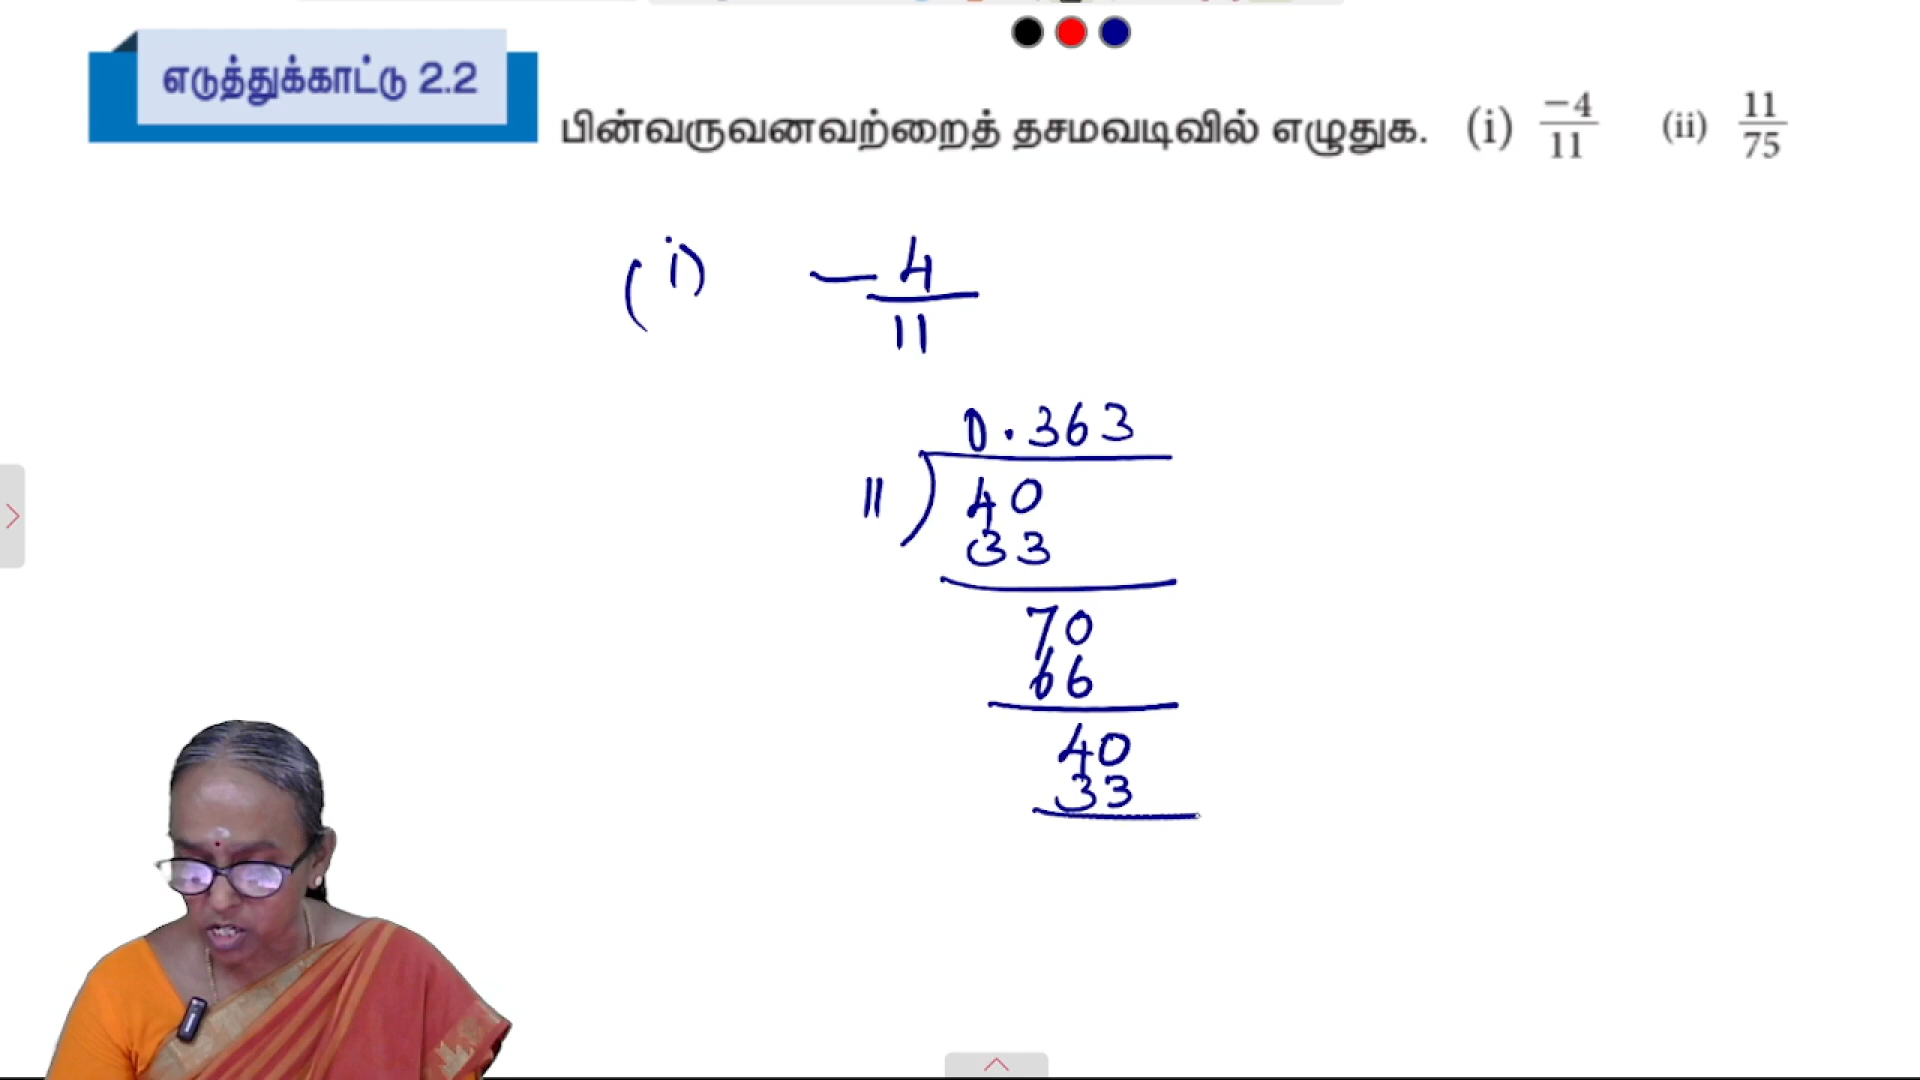 எடுத்துக்காட்டு 2.2
பின்வருவனவற்றைத் தசமவடிவில் எழுதுக. (i) -4/11 (ii) 11/75
(i) -4/11
0.363
11) 40
33
70
66
40
33